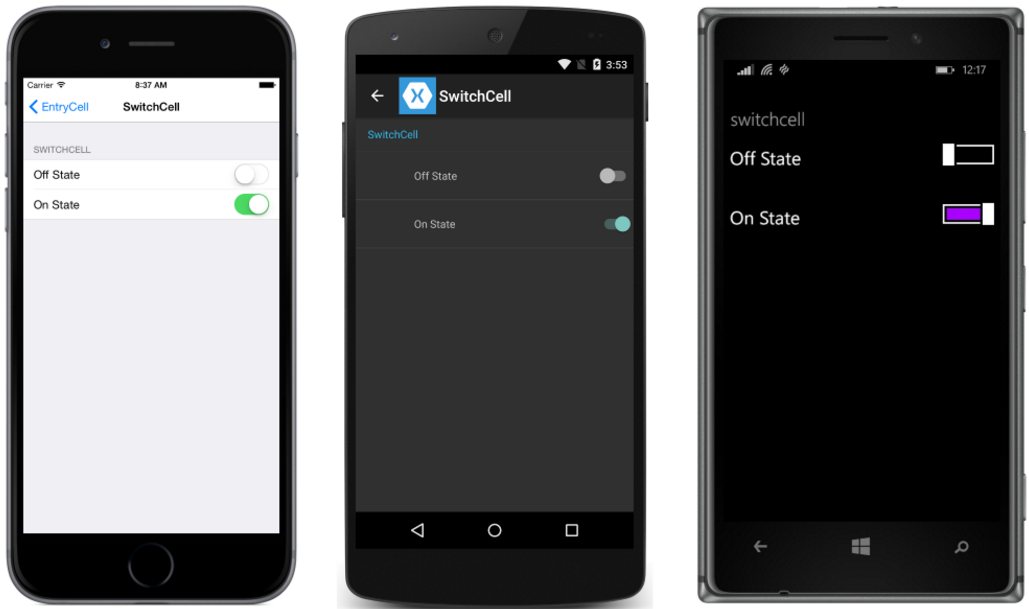 Carrier 8:37 AM
EntryCell SwitchCell
SWITCHCELL
Off State
On State
3:53
SwitchCell
SwitchCell
Off State
On State
12:17
switchcell
Off State
On State